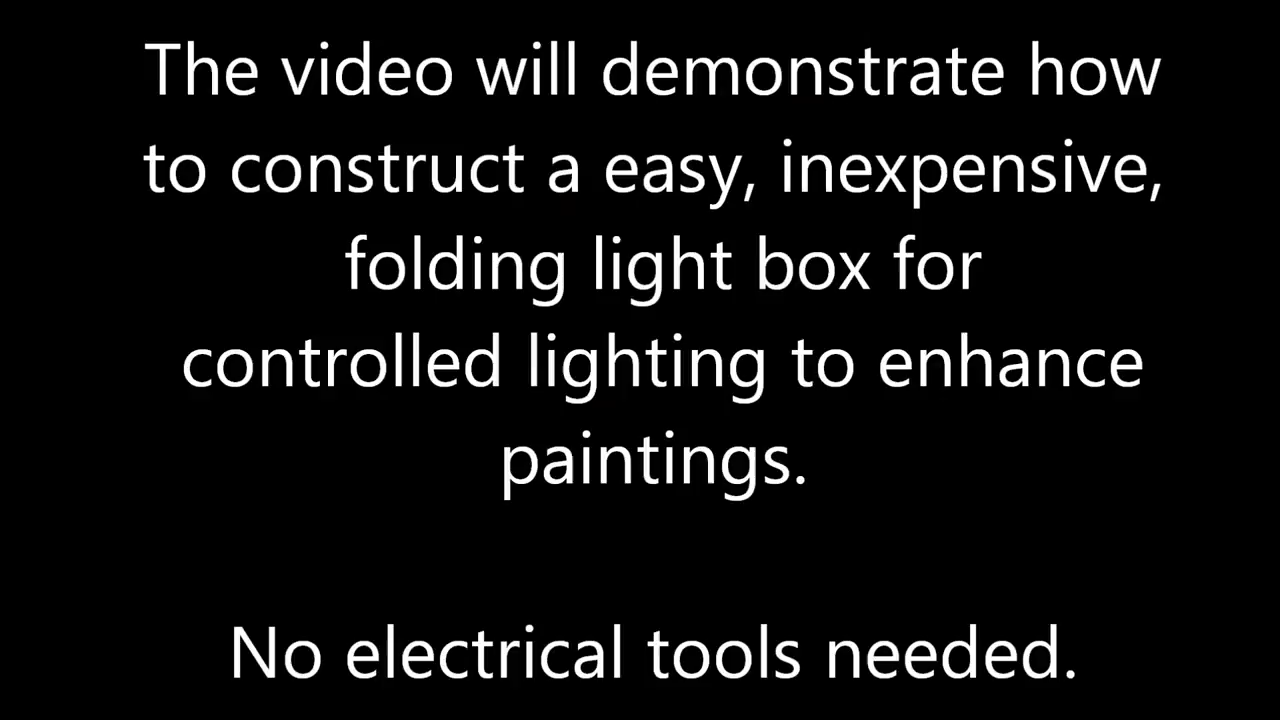 The video will demonstrate how
to construct a easy, inexpensive,
folding light box for
controlled lighting to enhance
paintings.
No electrical tools needed.